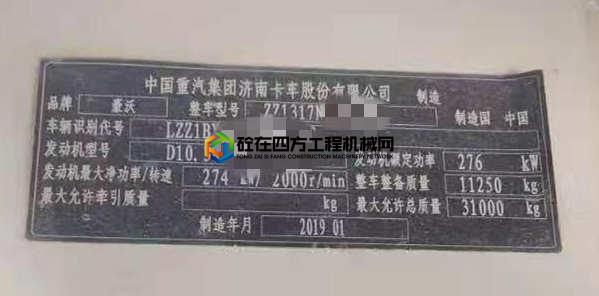 中国重汽集团济南卡车股份有限公司 制造
品牌 豪沃 整车型号 ZZ1317N 制造国 中国
车辆识别代号 LZZ1B
发动机型号 D10. 发动机额定功率 276 kW
发动机最大净功率/转速 274 kW/ 2000r/min 整车整备质量 11250 kg
最大允许牵引质量 kg 最大允许总质量 31000 kg
制造年月 2019 01
砼在四方工程机械网
TONG ZAI SI FANG CONSTRUCTION MACHINERY NETWORK